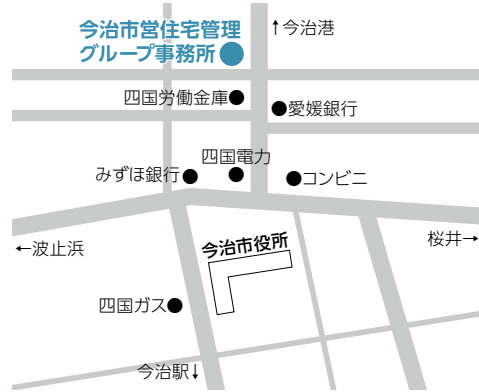 今治市営住宅管理
グループ事務所
↑今治港
四国労働金庫
愛媛銀行
四国電力
みずほ銀行
コンビニ
今治市役所
←波止浜
桜井→
四国ガス
今治駅↓